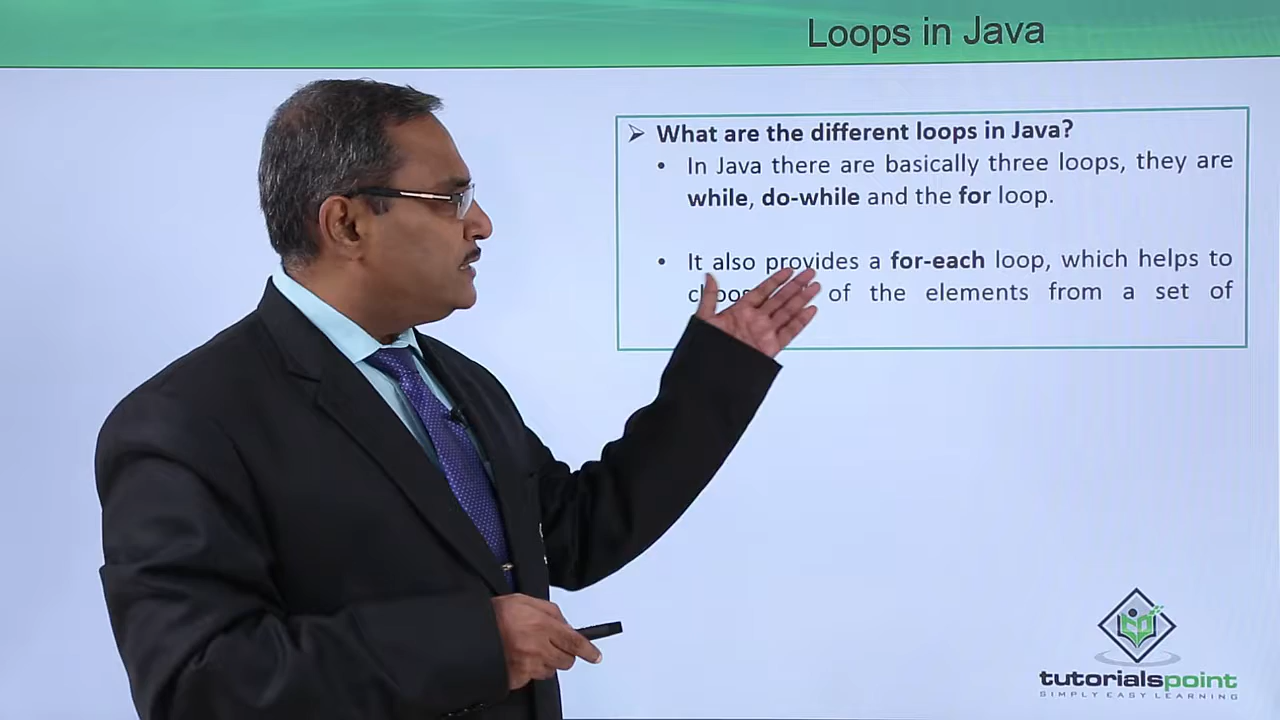 Loops in Java
➢ What are the different loops in Java?
• In Java there are basically three loops, they are
while, do-while and the for loop.
• It also provides a for-each loop, which helps to
of the elements from a set of
tutorialspoint
SIMPLY EASY LEARNING